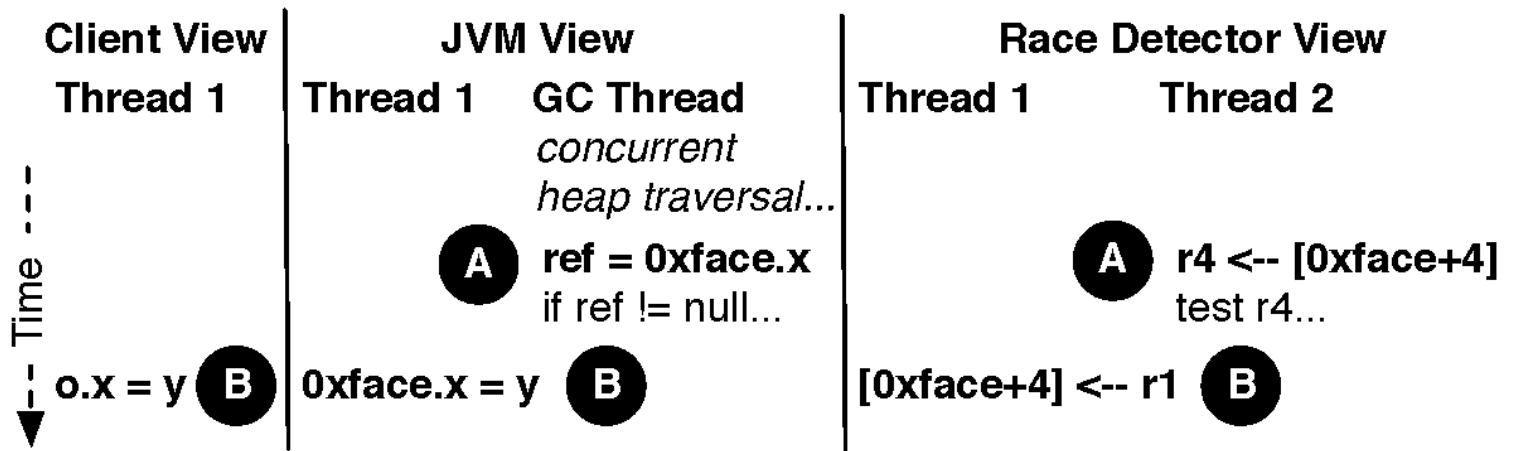 Client View
JVM View
Race Detector View
Thread 1
Thread 1
GC Thread
Thread 1
Thread 2
concurrent
heap traversal...
A
ref = 0xface.x
A
r4 <-- [0xface+4]
if ref != null...
test r4...
Time
o.x = y
B
0xface.x = y
B
[0xface+4] <-- r1
B